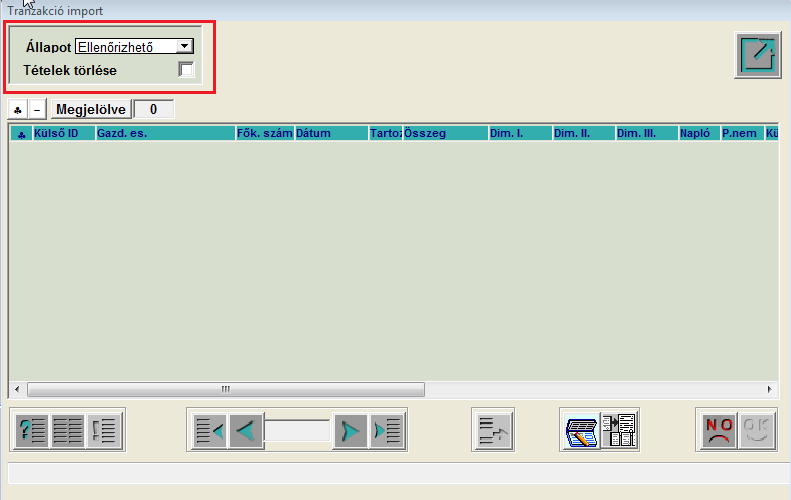 Tranzakció import
Állapot Ellenőrizhető
Tételek törlése
♣ – Megjelölve 0
♣ Külső ID Gazd. es. Fők. szám Dátum Tartoz Összeg Dim. I. Dim. II. Dim. III. Napló P.nem Kü
NO OK